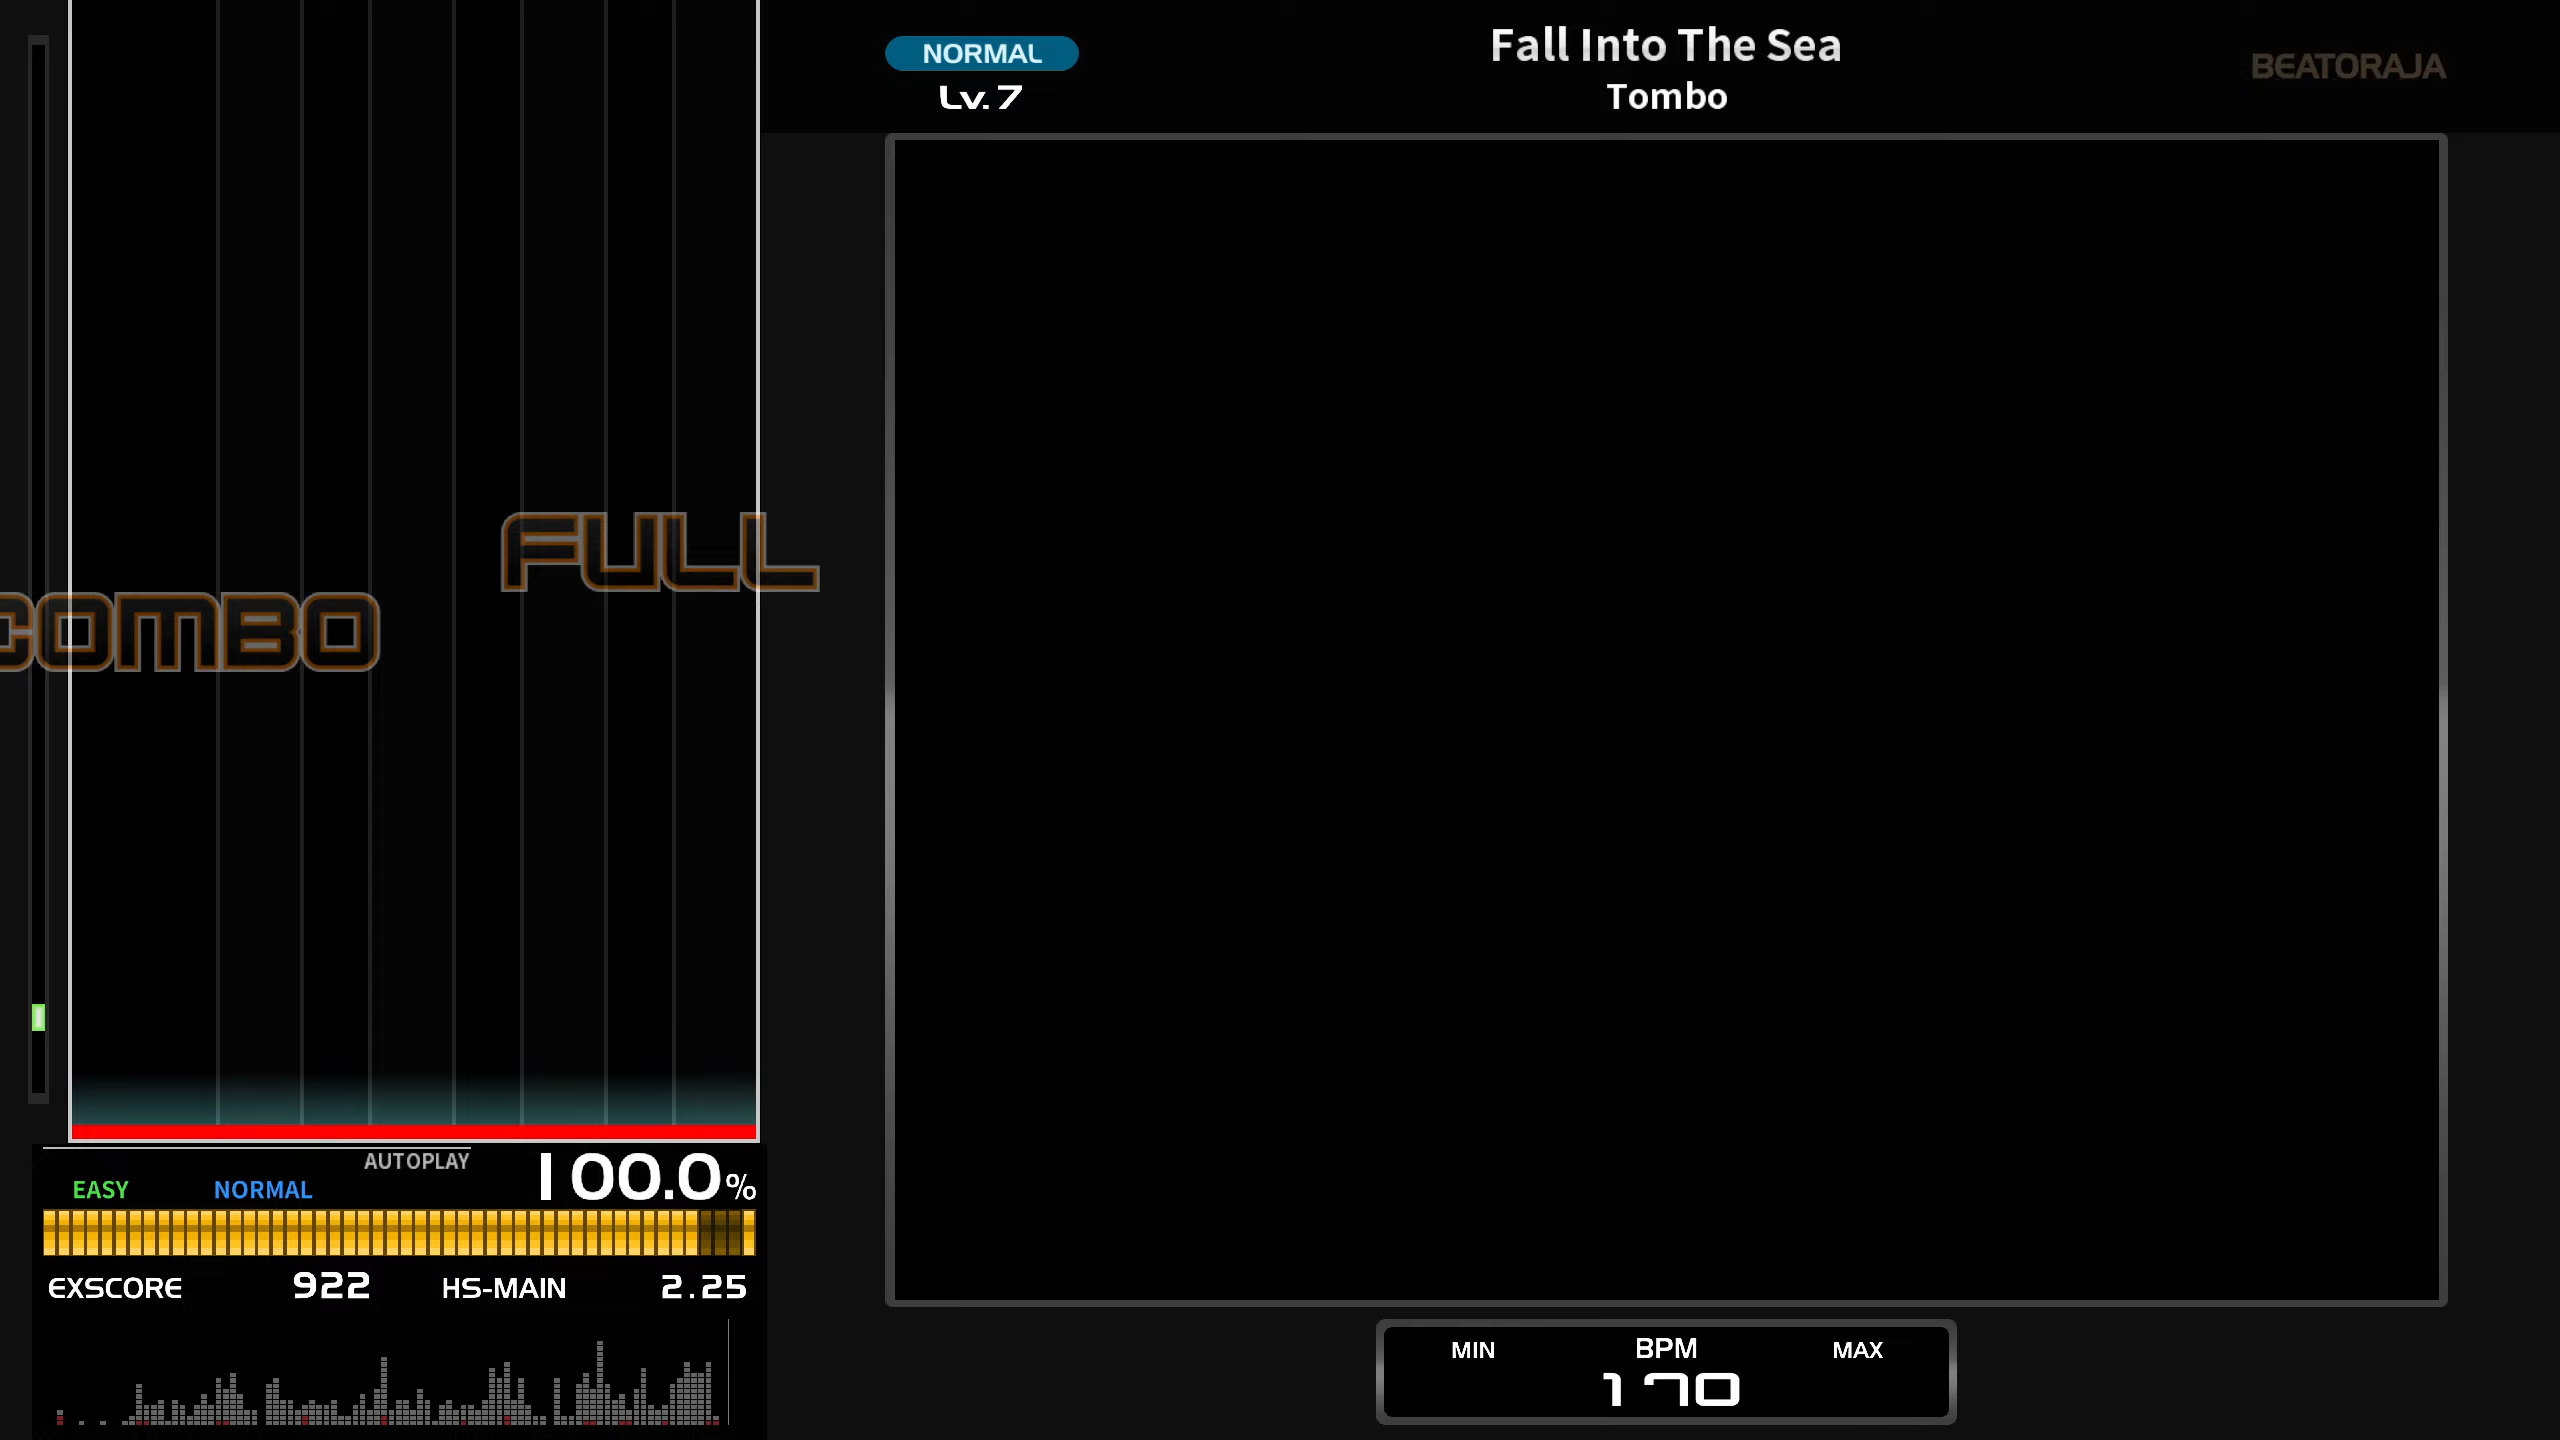 NORMAL
Lv.7
Fall Into The Sea
Tombo
BEATORAJA
FULL
COMBO
AUTOPLAY
EASY
NORMAL
100.0%
EXSCORE 922
HS-MAIN 2.25
MIN
BPM
MAX
170